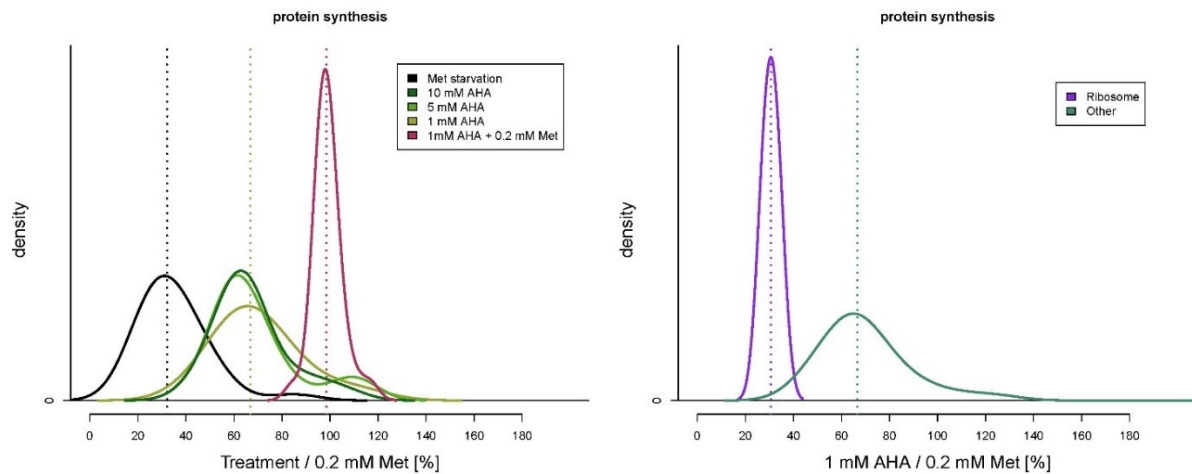 protein synthesis
density
0
Met starvation
10 mM AHA
5 mM AHA
1 mM AHA
1mM AHA + 0.2 mM Met
0 20 40 60 80 100 120 140 160 180
Treatment / 0.2 mM Met [%]
protein synthesis
density
0
Ribosome
Other
0 20 40 60 80 100 120 140 160 180
1 mM AHA / 0.2 mM Met [%]